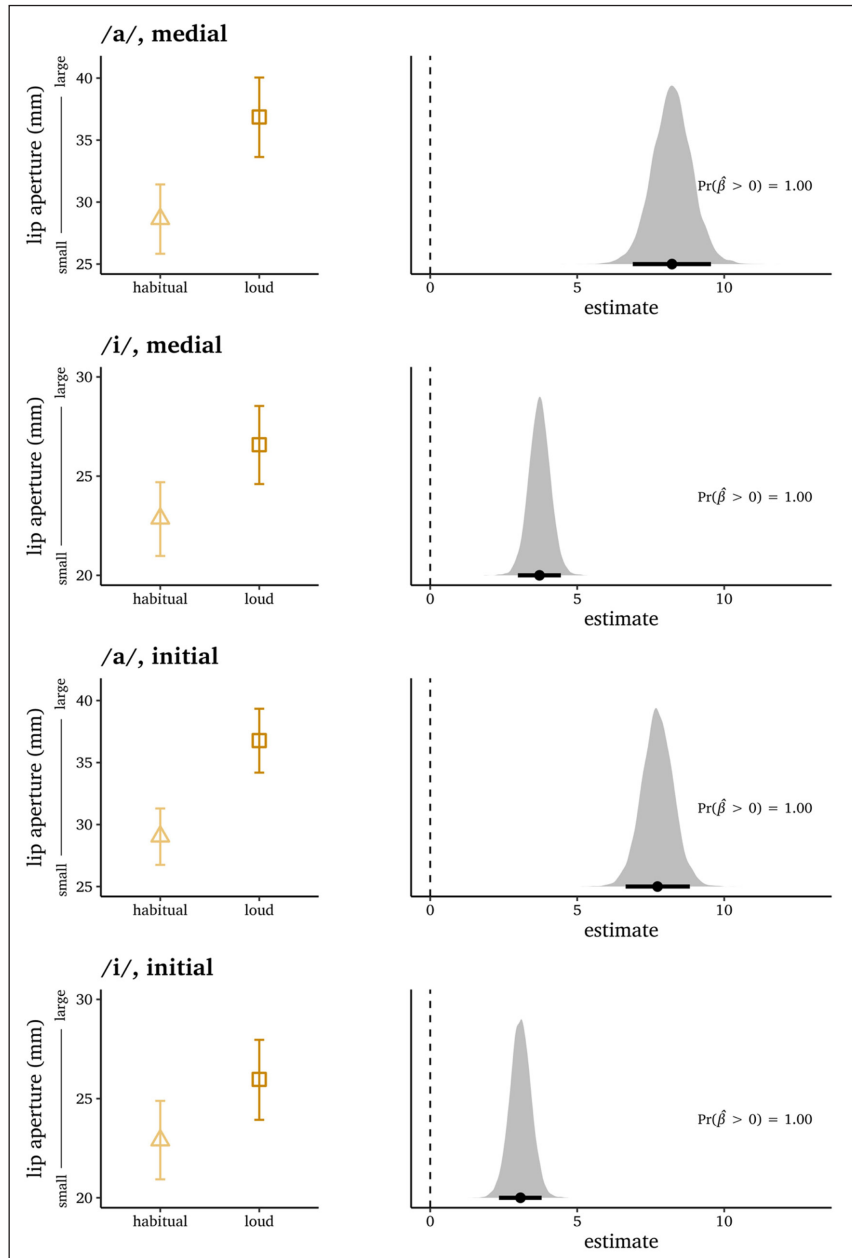 /a/, medial
lip aperture (mm)
small large
40
35
30
25
habitual loud
Pr(β̂ > 0) = 1.00
0 5 10
estimate
/i/, medial
lip aperture (mm)
small large
30
25
20
habitual loud
Pr(β̂ > 0) = 1.00
0 5 10
estimate
/a/, initial
lip aperture (mm)
small large
40
35
30
25
habitual loud
Pr(β̂ > 0) = 1.00
0 5 10
estimate
/i/, initial
lip aperture (mm)
small large
30
25
20
habitual loud
Pr(β̂ > 0) = 1.00
0 5 10
estimate